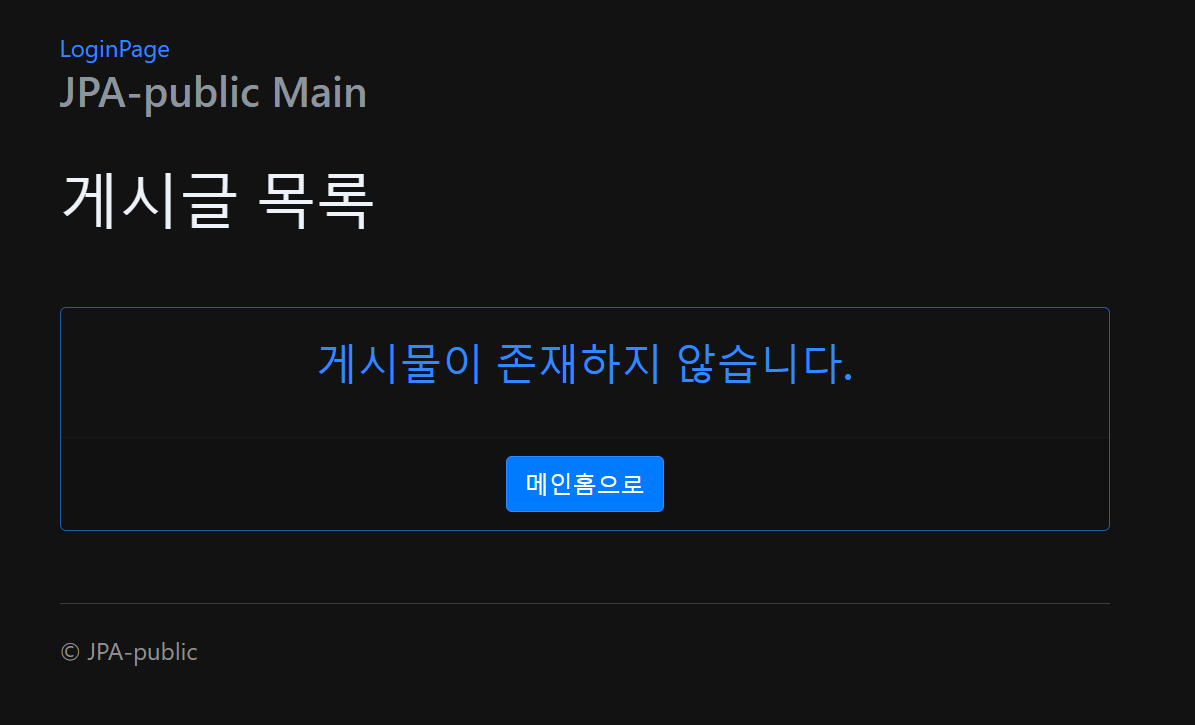 LoginPage
JPA-public Main
게시글 목록
게시물이 존재하지 않습니다.
메인홈으로
© JPA-public